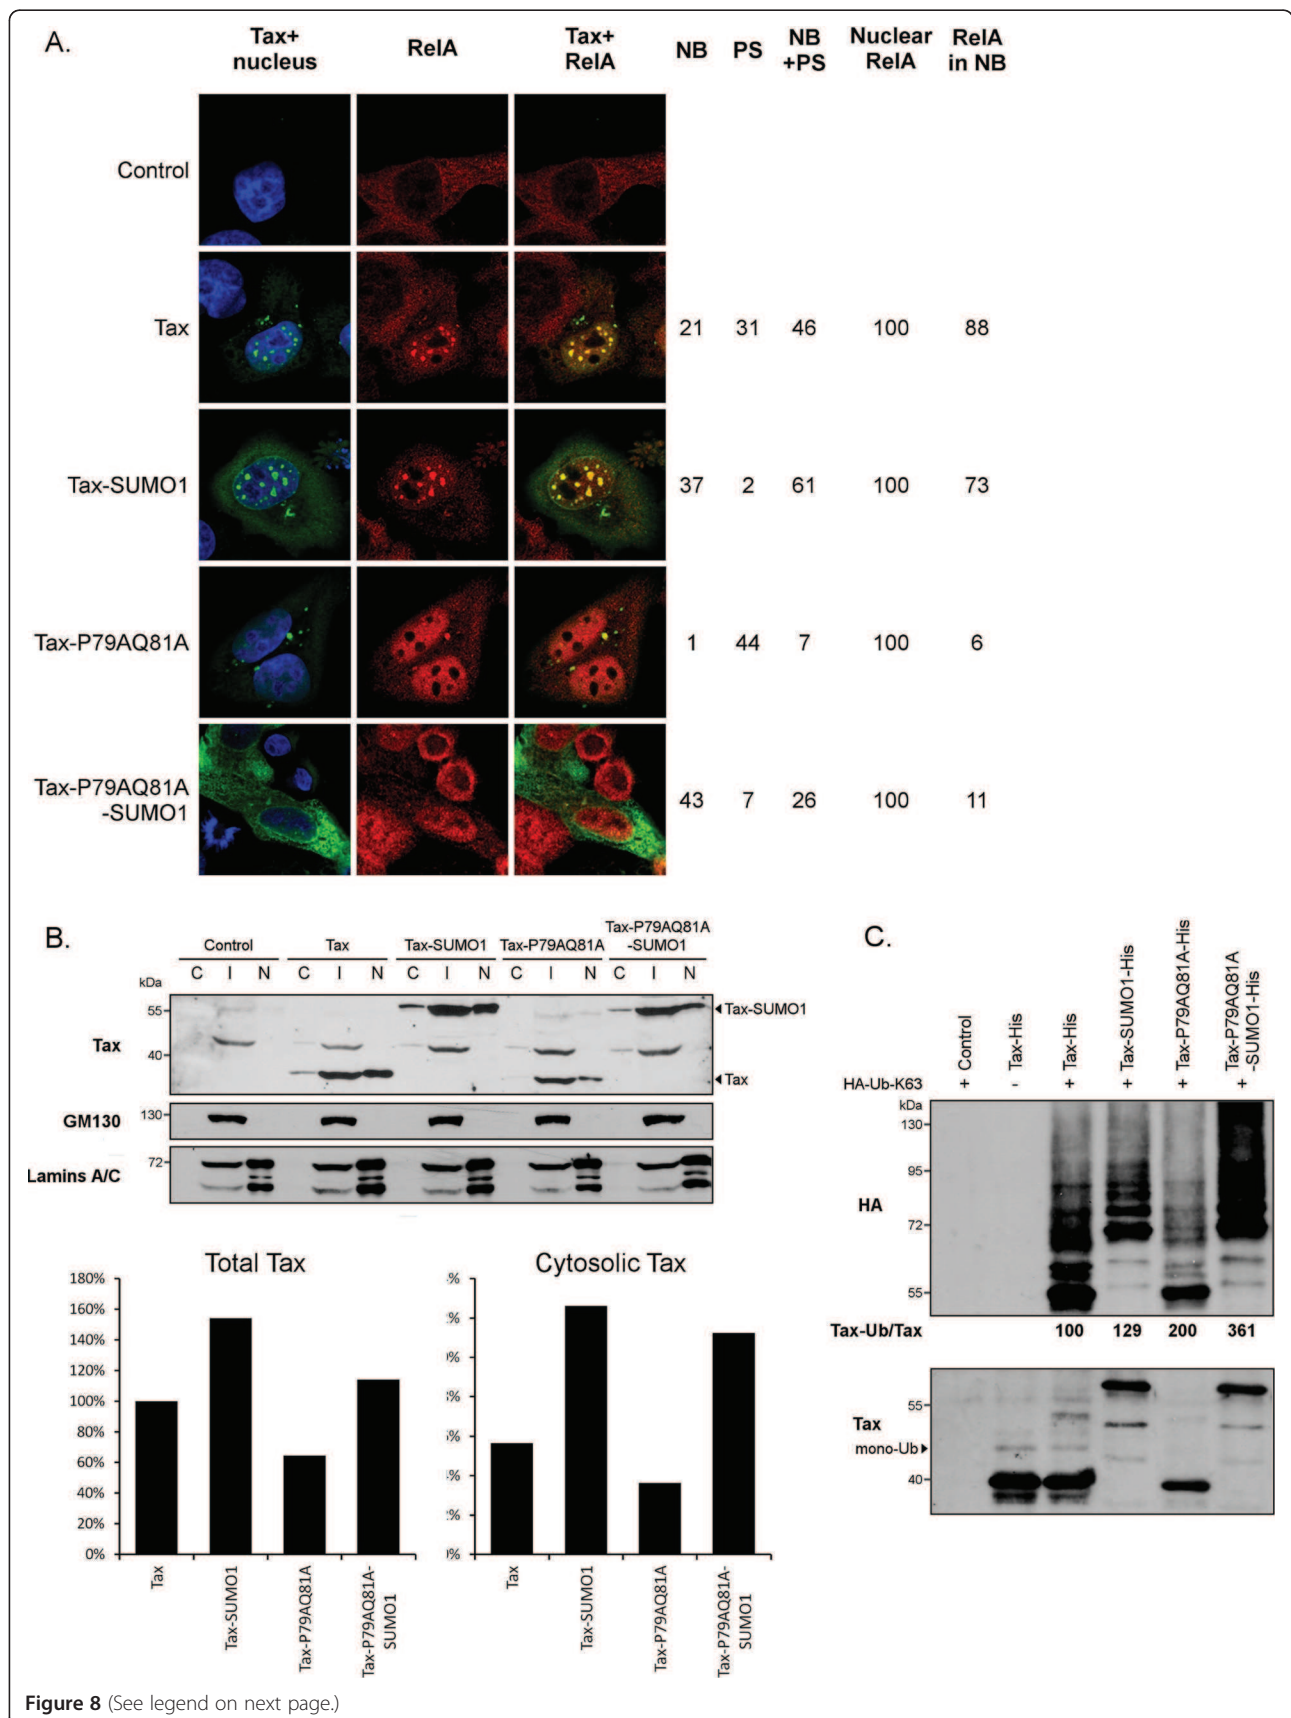 A.
Tax+ nucleus
RelA
Tax+ RelA
NB
PS
NB +PS
Nuclear RelA
RelA in NB
Control
Tax 21 31 46 100 88
Tax-SUMO1 37 2 61 100 73
Tax-P79AQ81A 1 44 7 100 6
Tax-P79AQ81A -SUMO1 43 7 26 100 11
B.
Control Tax Tax-SUMO1 Tax-P79AQ81A Tax-P79AQ81A -SUMO1
C I N C I N C I N C I N C I N
kDa
55
Tax-SUMO1
Tax
40
Tax
GM130
130
Lamins A/C
72
Total Tax
180%
160%
140%
120%
100%
80%
60%
40%
20%
0%
Tax
Tax-SUMO1
Tax-P79AQ81A
Tax-P79AQ81A-
SUMO1
Cytosolic Tax
Tax
Tax-SUMO1
Tax-P79AQ81A
Tax-P79AQ81A-
SUMO1
C.
Control
Tax-His
Tax-His
Tax-SUMO1-His
Tax-P79AQ81A-His
Tax-P79AQ81A
-SUMO1-His
HA-Ub-K63 + - + + + +
kDa
130
95
HA
72
55
Tax-Ub/Tax 100 129 200 361
55
Tax
mono-Ub
40
Figure 8 (See legend on next page.)